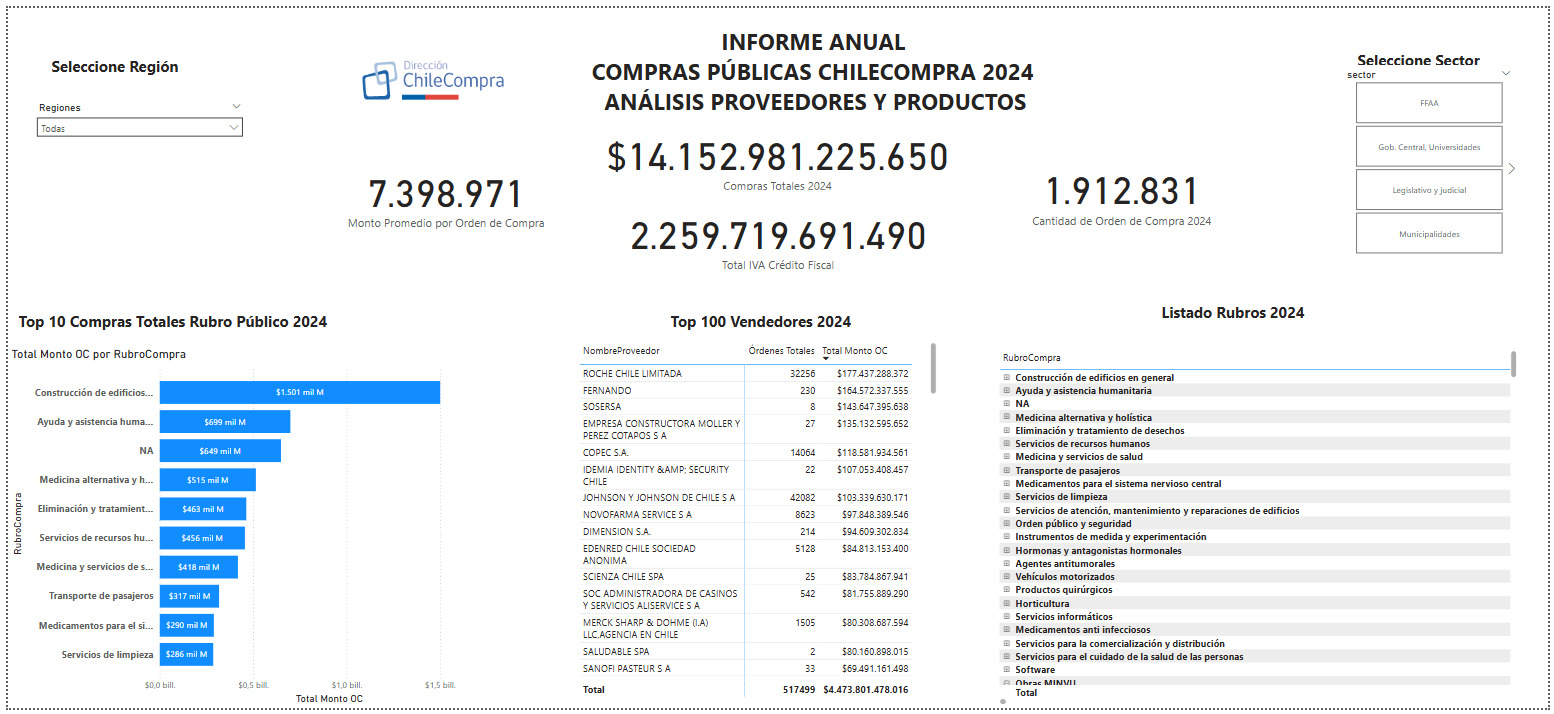 INFORME ANUAL
COMPRAS PÚBLICAS CHILECOMPRA 2024
ANÁLISIS PROVEEDORES Y PRODUCTOS
Seleccione Región
Regiones
Todas
Dirección
ChileCompra
Seleccione Sector
sector
FFAA
Gob. Central, Universidades
Legislativo y judicial
Municipalidades
7.398.971
Monto Promedio por Orden de Compra
$14.152.981.225.650
Compras Totales 2024
2.259.719.691.490
Total IVA Crédito Fiscal
1.912.831
Cantidad de Orden de Compra 2024
Top 10 Compras Totales Rubro Público 2024
Total Monto OC por RubroCompra
RubroCompra
Construcción de edificios... $1.501 mil M
Ayuda y asistencia huma... $699 mil M
NA $649 mil M
Medicina alternativa y h... $515 mil M
Eliminación y tratamient... $463 mil M
Servicios de recursos hu... $456 mil M
Medicina y servicios de s... $418 mil M
Transporte de pasajeros $317 mil M
Medicamentos para el si... $290 mil M
Servicios de limpieza $286 mil M
$0,0 bill. $0,5 bill. $1,0 bill. $1,5 bill.
Total Monto OC
Top 100 Vendedores 2024
NombreProveedor Órdenes Totales Total Monto OC
ROCHE CHILE LIMITADA 32256 $177.437.288.372
FERNANDO 230 $164.572.337.555
SOSERSA 8 $143.647.395.638
EMPRESA CONSTRUCTORA MOLLER Y 27 $135.132.595.652
PEREZ COTAPOS S A
COPEC S.A. 14064 $118.581.934.561
IDEMIA IDENTITY &AMP; SECURITY 22 $107.053.408.457
CHILE
JOHNSON Y JOHNSON DE CHILE S A 42082 $103.339.630.171
NOVOFARMA SERVICE S A 8623 $97.848.389.546
DIMENSION S.A. 214 $94.609.302.834
EDENRED CHILE SOCIEDAD 5128 $84.813.153.400
ANONIMA
SCIENZA CHILE SPA 25 $83.784.867.941
SOC ADMINISTRADORA DE CASINOS 542 $81.755.889.290
Y SERVICIOS ALISERVICE S A
MERCK SHARP & DOHME (I.A) 1505 $80.308.687.594
LLC,AGENCIA EN CHILE
SALUDABLE SPA 2 $80.160.898.015
SANOFI PASTEUR S A 33 $69.491.161.498
Total 517499 $4.473.801.478.016
Listado Rubros 2024
RubroCompra
Construcción de edificios en general
Ayuda y asistencia humanitaria
NA
Medicina alternativa y holística
Eliminación y tratamiento de desechos
Servicios de recursos humanos
Medicina y servicios de salud
Transporte de pasajeros
Medicamentos para el sistema nervioso central
Servicios de limpieza
Servicios de atención, mantenimiento y reparaciones de edificios
Orden público y seguridad
Instrumentos de medida y experimentación
Hormonas y antagonistas hormonales
Agentes antitumorales
Vehículos motorizados
Productos quirúrgicos
Horticultura
Servicios informáticos
Medicamentos anti infecciosos
Servicios para la comercialización y distribución
Servicios para el cuidado de la salud de las personas
Software
Obras MINVU
Total